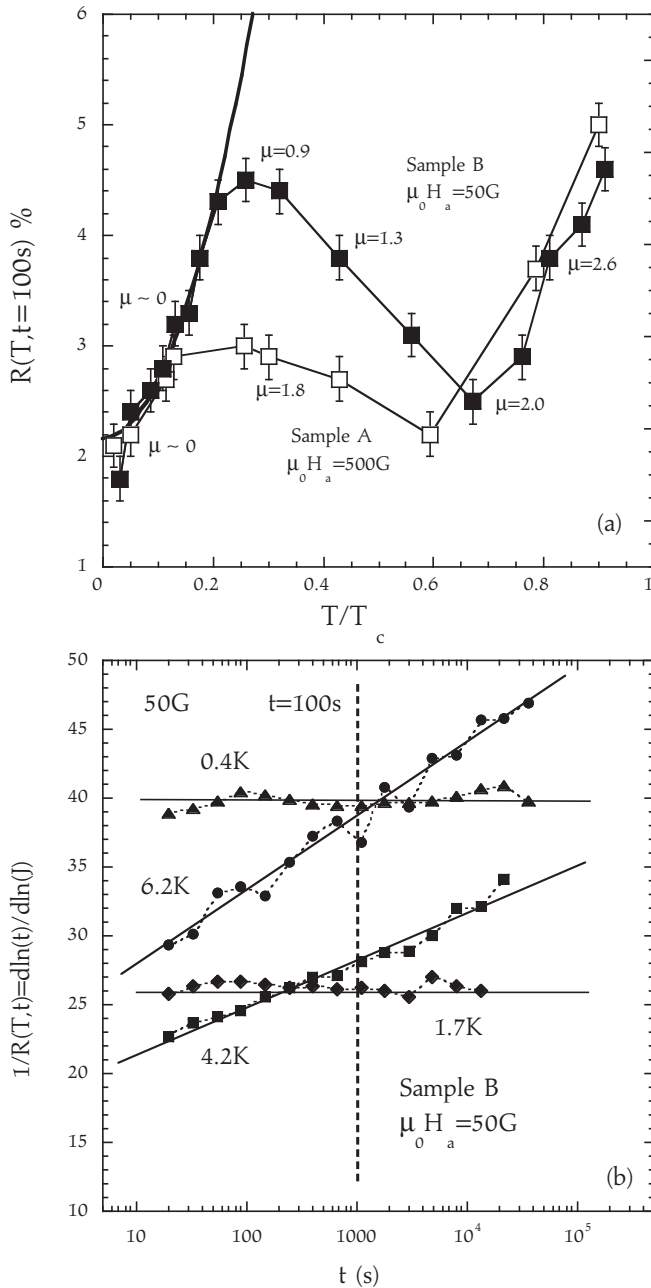 6
5
4
3
2
1
R(T,t=100s) %
μ=0.9
Sample B
μ0Ha=50G
μ=1.3
μ=2.6
μ ~ 0
μ=1.8
μ=2.0
μ ~ 0
Sample A
μ0Ha=500G
(a)
0 0.2 0.4 0.6 0.8 1
T/Tc
50
45
40
35
30
25
20
15
10
1/R(T,t)=dln(t)/dln(J)
50G t=100s
0.4K
6.2K
1.7K
4.2K
Sample B
μ0Ha=50G
(b)
10 100 1000 10^4 10^5
t (s)